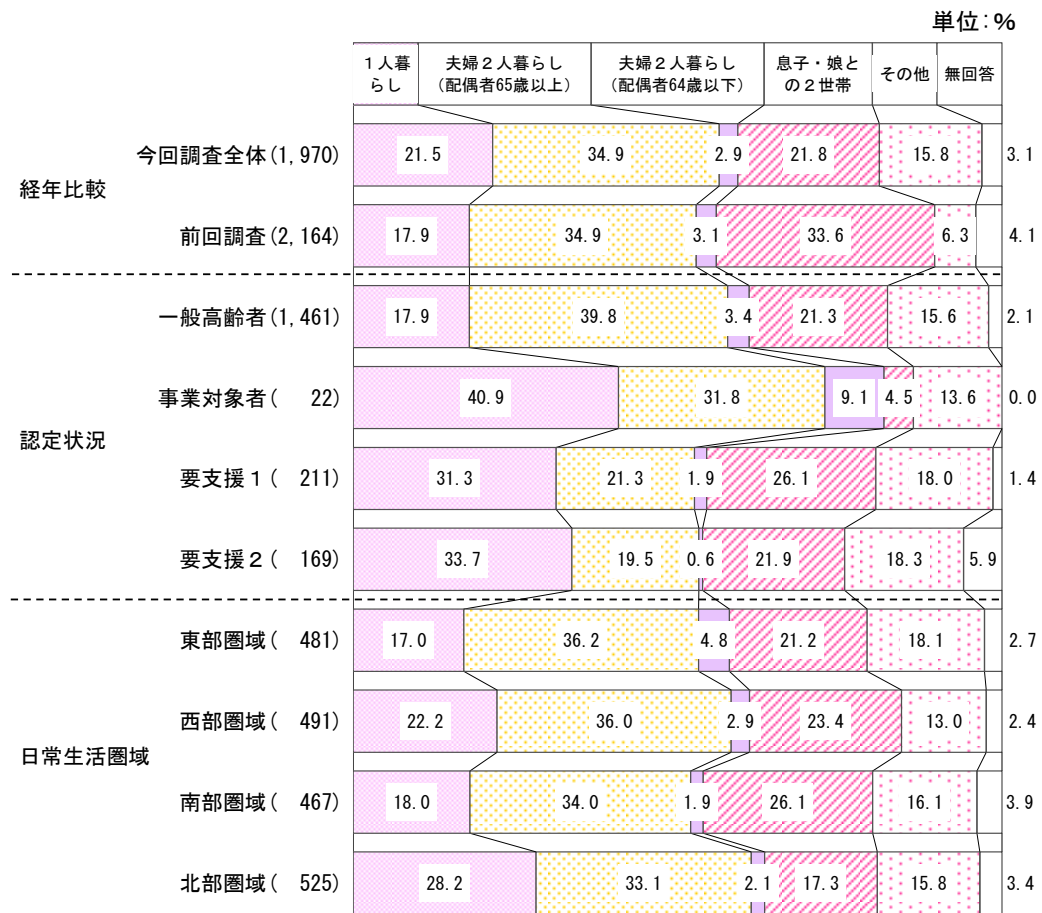 単位：％
１人暮らし 夫婦２人暮らし（配偶者65歳以上） 夫婦２人暮らし（配偶者64歳以下） 息子・娘との２世帯 その他 無回答
経年比較
今回調査全体(1,970) 21.5 34.9 2.9 21.8 15.8 3.1
前回調査(2,164) 17.9 34.9 3.1 33.6 6.3 4.1
認定状況
一般高齢者(1,461) 17.9 39.8 3.4 21.3 15.6 2.1
事業対象者( 22) 40.9 31.8 9.1 4.5 13.6 0.0
要支援１( 211) 31.3 21.3 1.9 26.1 18.0 1.4
要支援２( 169) 33.7 19.5 0.6 21.9 18.3 5.9
日常生活圏域
東部圏域( 481) 17.0 36.2 4.8 21.2 18.1 2.7
西部圏域( 491) 22.2 36.0 2.9 23.4 13.0 2.4
南部圏域( 467) 18.0 34.0 1.9 26.1 16.1 3.9
北部圏域( 525) 28.2 33.1 2.1 17.3 15.8 3.4